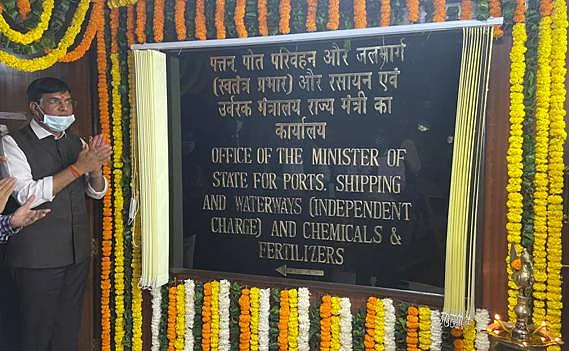 पत्तन, पोत परिवहन और जलमार्ग
(स्वतंत्र प्रभार) और रसायन एवं
उर्वरक मंत्रालय राज्य मंत्री का
कार्यालय
OFFICE OF THE MINISTER OF
STATE FOR PORTS, SHIPPING
AND WATERWAYS (INDEPENDENT
CHARGE) AND CHEMICALS &
FERTILIZERS